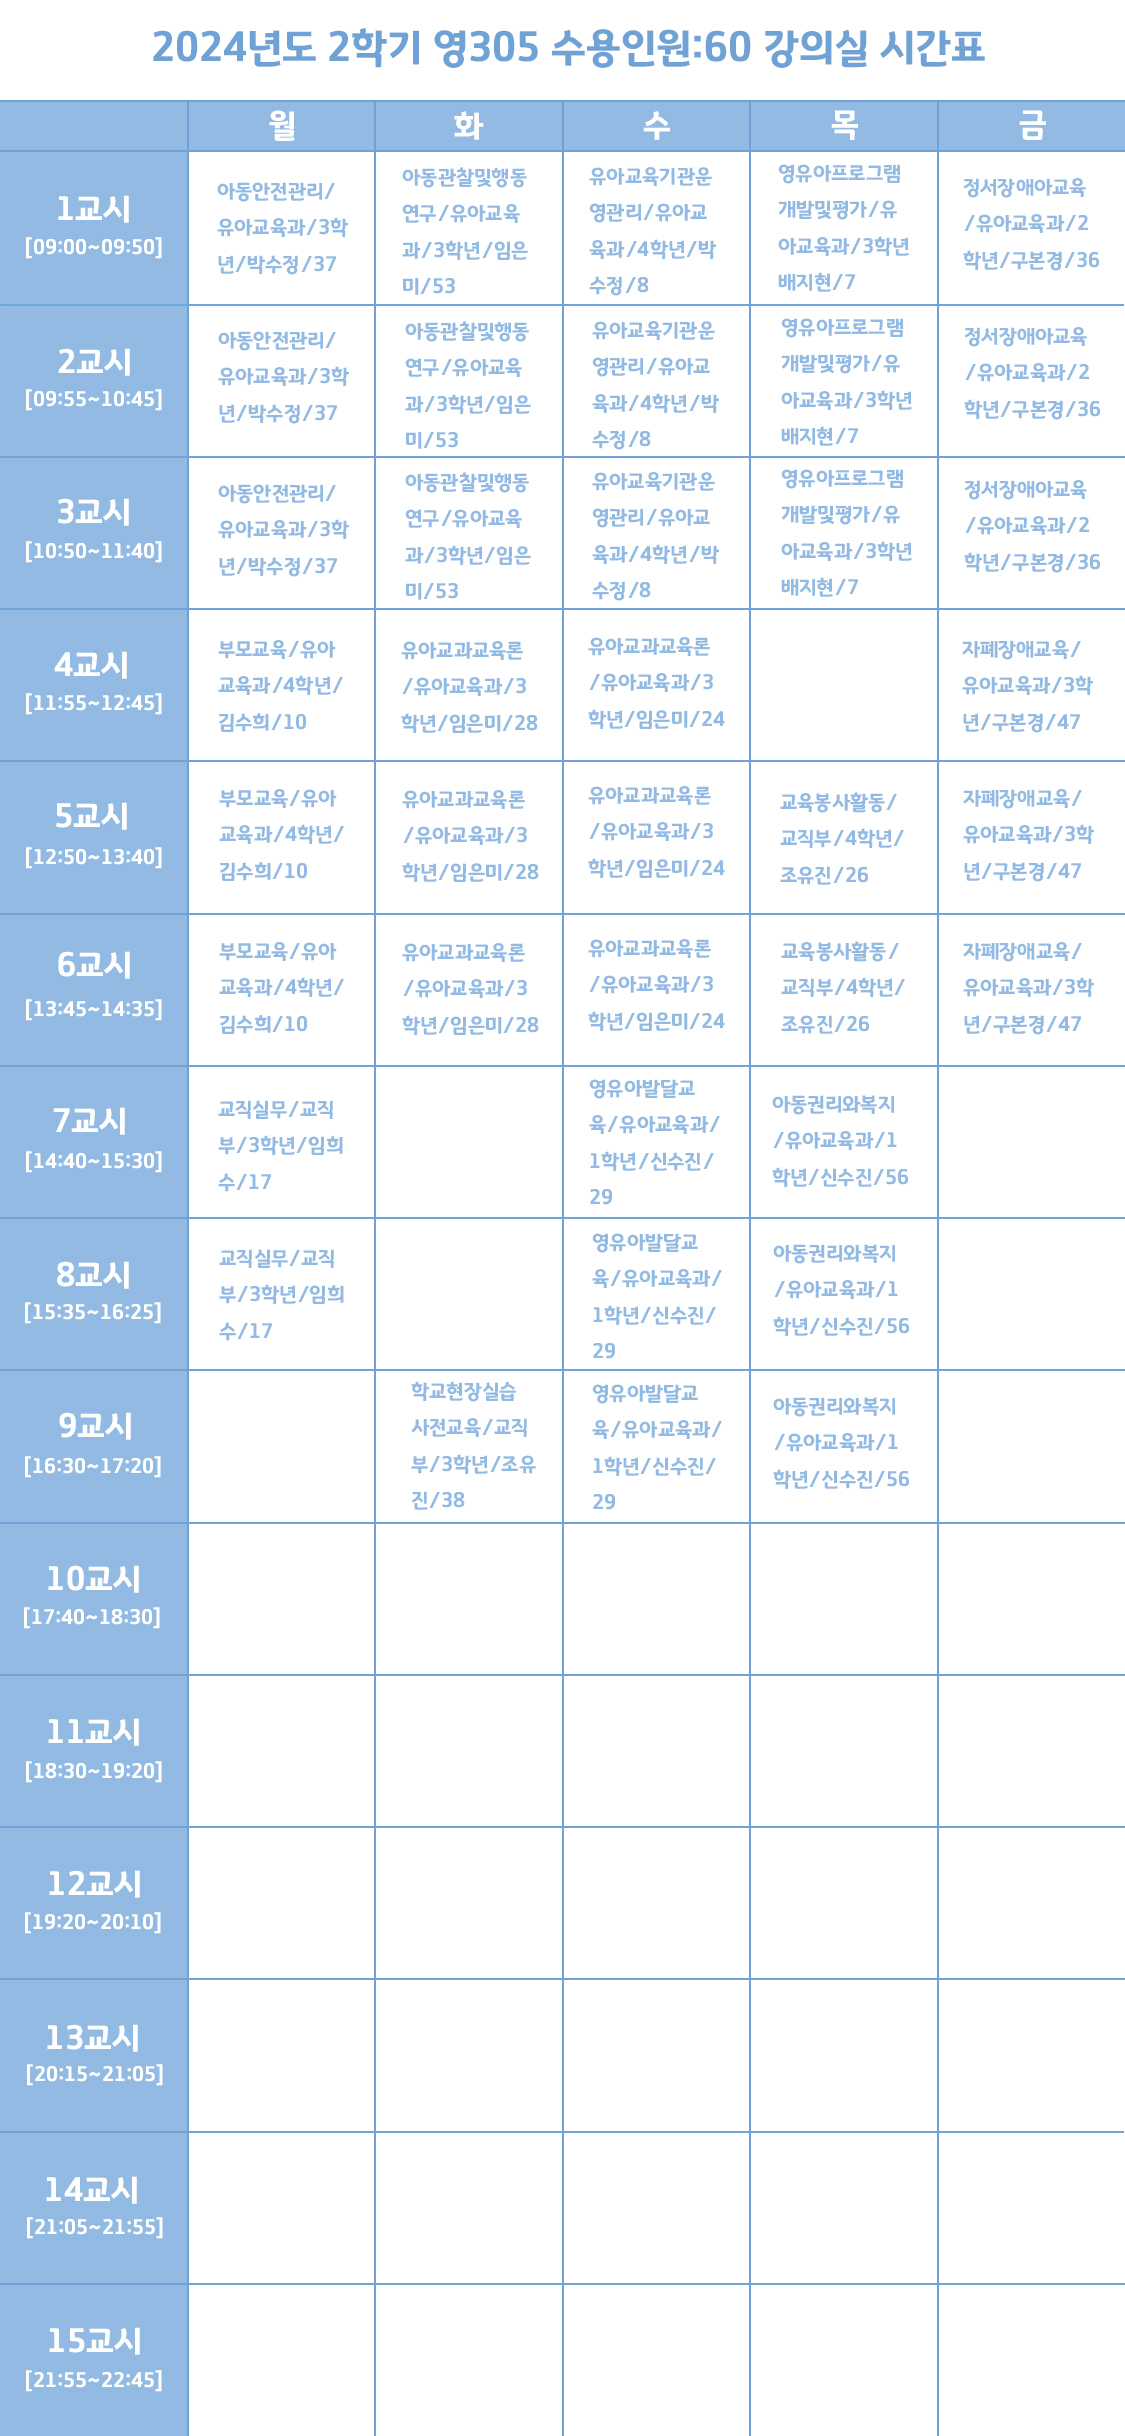 2024년도 2학기 영305 수용인원:60 강의실 시간표
월
화
수
목
금
1교시
[09:00~09:50]
아동안전관리/
유아교육과/3학
년/박수정/37
아동관찰및행동
연구/유아교육
과/3학년/임은
미/53
유아교육기관운
영관리/유아교
육과/4학년/박
수정/8
영유아프로그램
개발및평가/유
아교육과/3학년
배지현/7
정서장애아교육
/유아교육과/2
학년/구본경/36
2교시
[09:55~10:45]
아동안전관리/
유아교육과/3학
년/박수정/37
아동관찰및행동
연구/유아교육
과/3학년/임은
미/53
유아교육기관운
영관리/유아교
육과/4학년/박
수정/8
영유아프로그램
개발및평가/유
아교육과/3학년
배지현/7
정서장애아교육
/유아교육과/2
학년/구본경/36
3교시
[10:50~11:40]
아동안전관리/
유아교육과/3학
년/박수정/37
아동관찰및행동
연구/유아교육
과/3학년/임은
미/53
유아교육기관운
영관리/유아교
육과/4학년/박
수정/8
영유아프로그램
개발및평가/유
아교육과/3학년
배지현/7
정서장애아교육
/유아교육과/2
학년/구본경/36
4교시
[11:55~12:45]
부모교육/유아
교육과/4학년/
김수희/10
유아교과교육론
/유아교육과/3
학년/임은미/28
유아교과교육론
/유아교육과/3
학년/임은미/24
자폐장애교육/
유아교육과/3학
년/구본경/47
5교시
[12:50~13:40]
부모교육/유아
교육과/4학년/
김수희/10
유아교과교육론
/유아교육과/3
학년/임은미/28
유아교과교육론
/유아교육과/3
학년/임은미/24
교육봉사활동/
교직부/4학년/
조유진/26
자폐장애교육/
유아교육과/3학
년/구본경/47
6교시
[13:45~14:35]
부모교육/유아
교육과/4학년/
김수희/10
유아교과교육론
/유아교육과/3
학년/임은미/28
유아교과교육론
/유아교육과/3
학년/임은미/24
교육봉사활동/
교직부/4학년/
조유진/26
자폐장애교육/
유아교육과/3학
년/구본경/47
7교시
[14:40~15:30]
교직실무/교직
부/3학년/임희
수/17
영유아발달교
육/유아교육과/
1학년/신수진/
29
아동권리와복지
/유아교육과/1
학년/신수진/56
8교시
[15:35~16:25]
교직실무/교직
부/3학년/임희
수/17
영유아발달교
육/유아교육과/
1학년/신수진/
29
아동권리와복지
/유아교육과/1
학년/신수진/56
9교시
[16:30~17:20]
학교현장실습
사전교육/교직
부/3학년/조유
진/38
영유아발달교
육/유아교육과/
1학년/신수진/
29
아동권리와복지
/유아교육과/1
학년/신수진/56
10교시
[17:40~18:30]
11교시
[18:30~19:20]
12교시
[19:20~20:10]
13교시
[20:15~21:05]
14교시
[21:05~21:55]
15교시
[21:55~22:45]